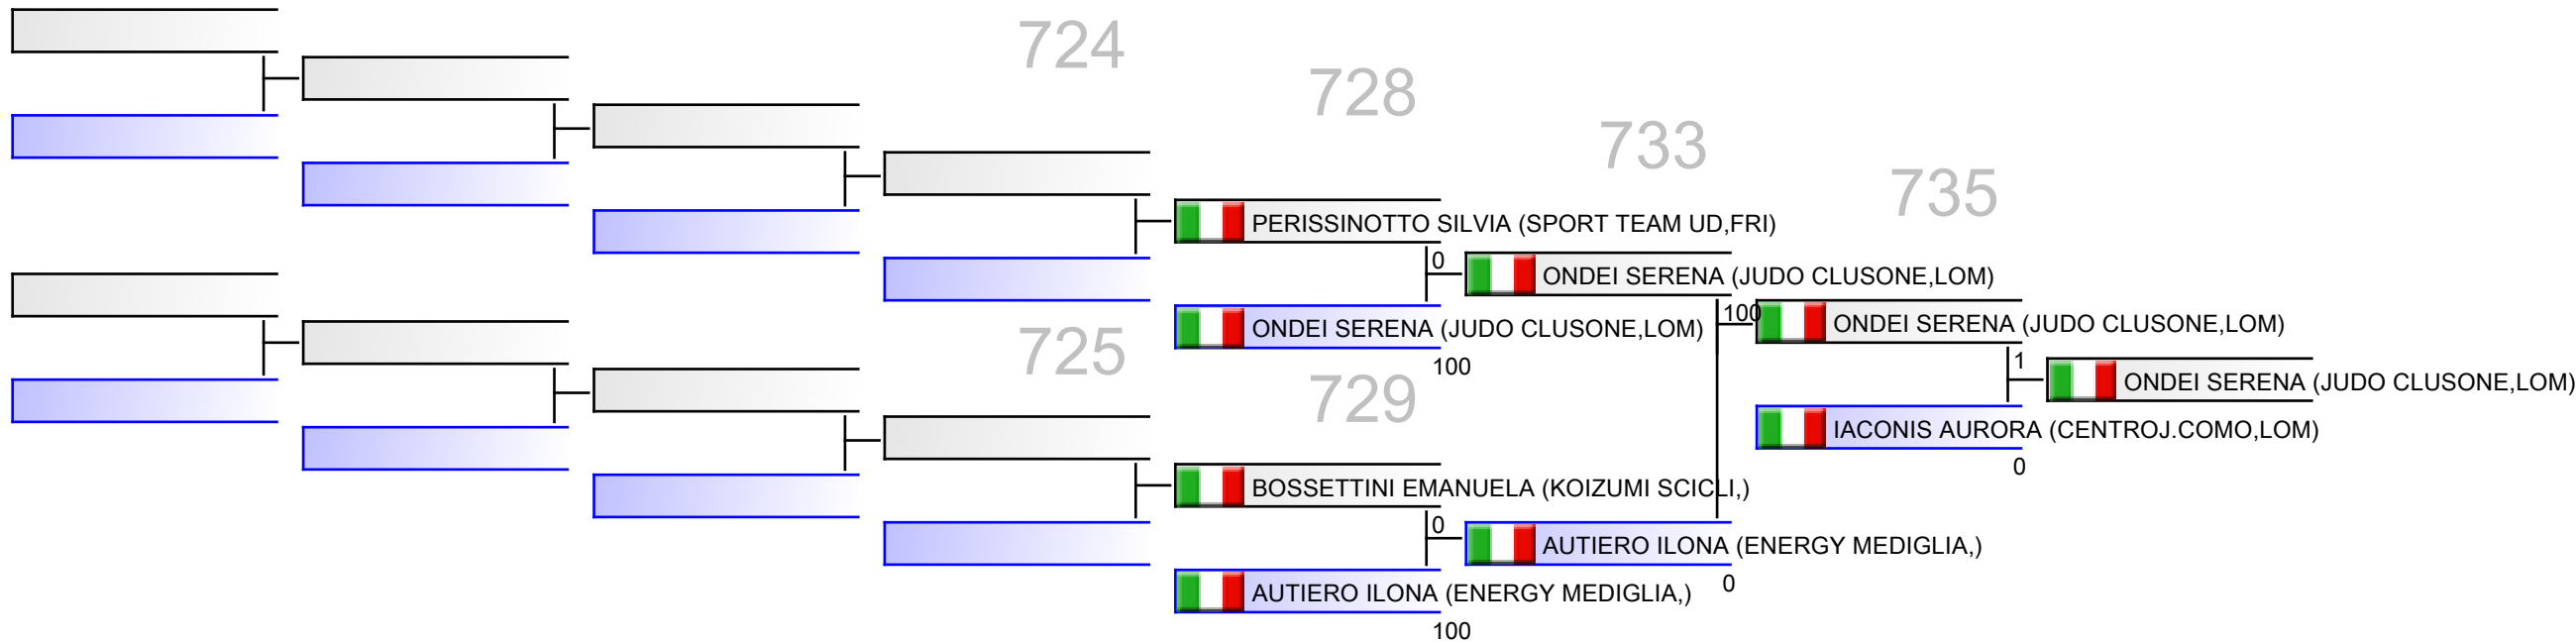 724
728
733
735
PERISSINOTTO SILVIA (SPORT TEAM UD,FRI)
0
ONDEI SERENA (JUDO CLUSONE,LOM)
100
ONDEI SERENA (JUDO CLUSONE,LOM)
ONDEI SERENA (JUDO CLUSONE,LOM)
725
100
1
729
ONDEI SERENA (JUDO CLUSONE,LOM)
IACONIS AURORA (CENTROJ.COMO,LOM)
0
BOSSETTINI EMANUELA (KOIZUMI SCICLI,)
0
AUTIERO ILONA (ENERGY MEDIGLIA,)
0
AUTIERO ILONA (ENERGY MEDIGLIA,)
100